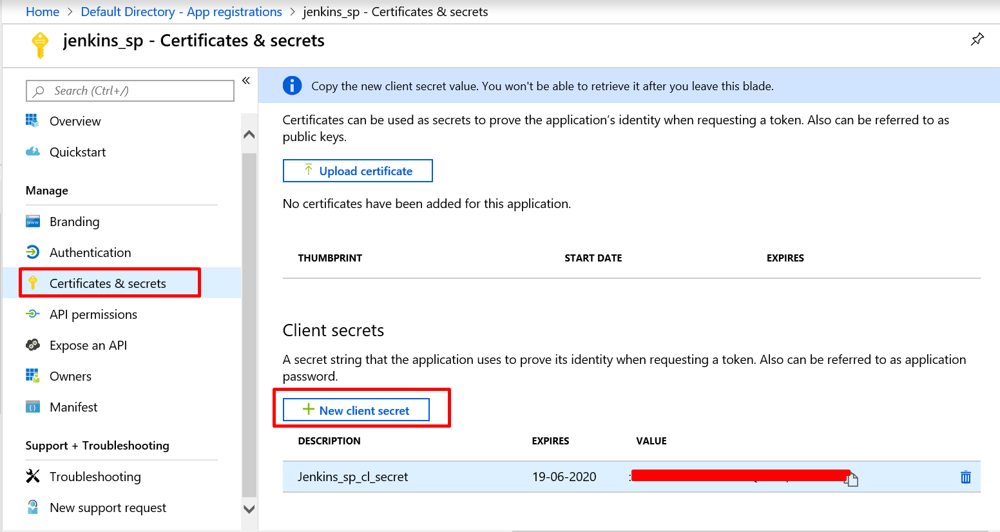 Home > Default Directory - App registrations > jenkins_sp - Certificates & secrets
jenkins_sp - Certificates & secrets
Search (Ctrl+/)
«
Overview
Quickstart
Manage
Branding
Authentication
Certificates & secrets
API permissions
Expose an API
Owners
Manifest
Support + Troubleshooting
Troubleshooting
New support request
Copy the new client secret value. You won't be able to retrieve it after you leave this blade.
Certificates can be used as secrets to prove the application’s identity when requesting a token. Also can be referred to as
public keys.
Upload certificate
No certificates have been added for this application.
THUMBPRINT START DATE EXPIRES
Client secrets
A secret string that the application uses to prove its identity when requesting a token. Also can be referred to as application
password.
New client secret
DESCRIPTION EXPIRES VALUE
Jenkins_sp_cl_secret 19-06-2020 :